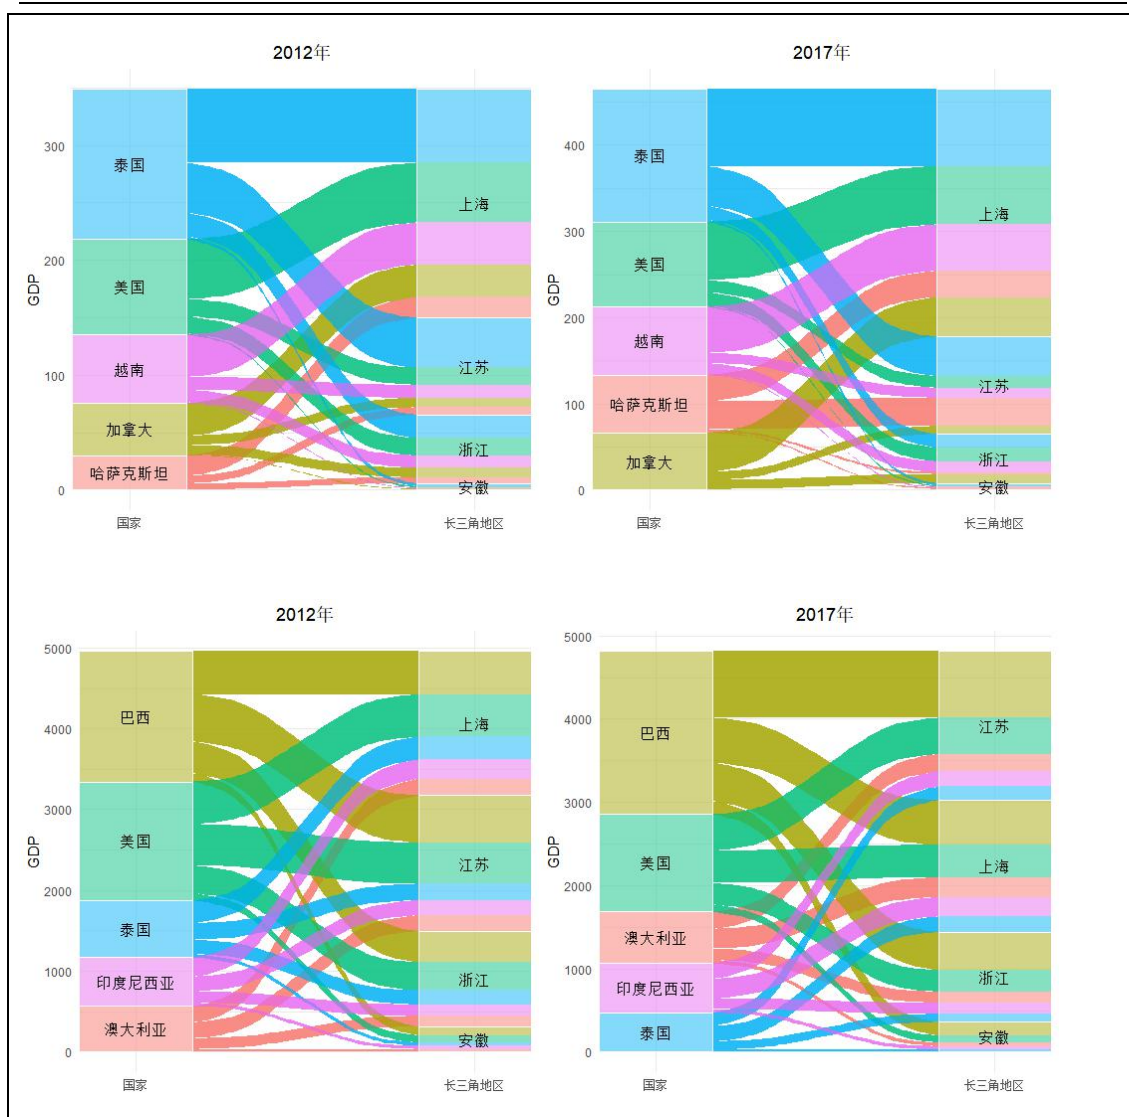 2012年
GDP
300
200
100
0
泰国
美国
越南
加拿大
哈萨克斯坦
上海
江苏
浙江
安徽
国家
长三角地区
2017年
GDP
400
300
200
100
0
泰国
美国
越南
哈萨克斯坦
加拿大
上海
江苏
浙江
安徽
国家
长三角地区
2012年
GDP
5000
4000
3000
2000
1000
0
巴西
美国
泰国
印度尼西亚
澳大利亚
上海
江苏
浙江
安徽
国家
长三角地区
2017年
GDP
5000
4000
3000
2000
1000
0
巴西
美国
澳大利亚
印度尼西亚
泰国
江苏
上海
浙江
安徽
国家
长三角地区